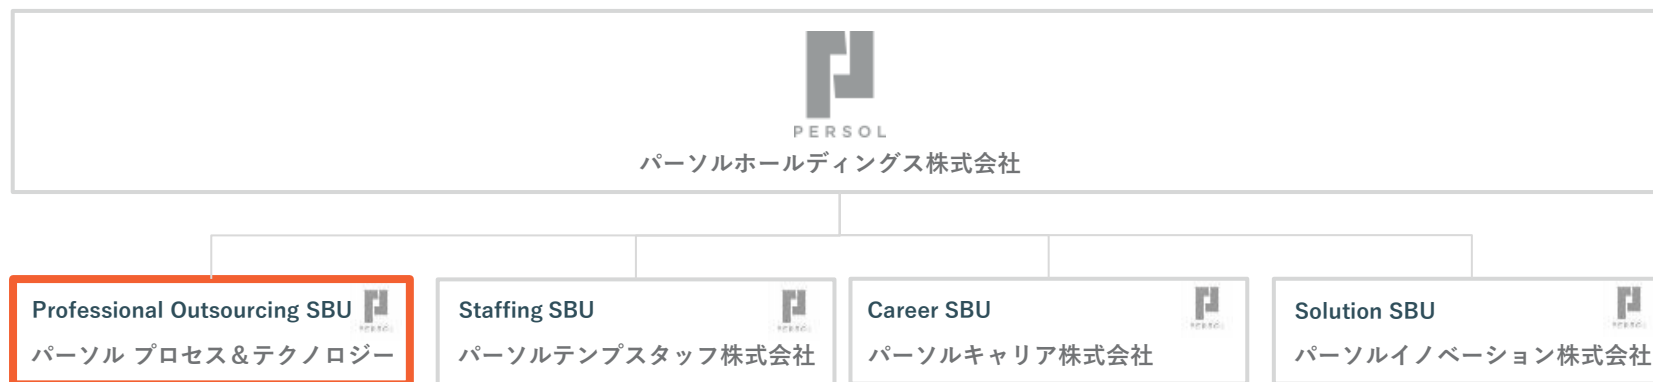 PERSOL
パーソルホールディングス株式会社
Professional Outsourcing SBU
PERSOL
パーソル プロセス＆テクノロジー
Staffing SBU
PERSOL
パーソルテンプスタッフ株式会社
Career SBU
PERSOL
パーソルキャリア株式会社
Solution SBU
PERSOL
パーソルイノベーション株式会社